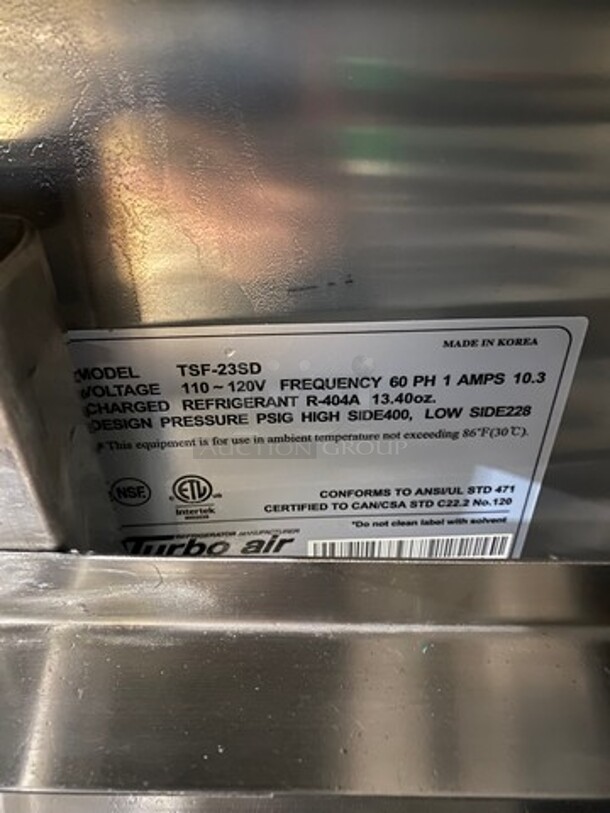 MADE IN KOREA
MODEL TSF-23SD
VOLTAGE 110 ~ 120V FREQUENCY 60 PH 1 AMPS 10.3
CHARGED REFRIGERANT R-404A 13.40oz.
DESIGN PRESSURE PSIG HIGH SIDE400, LOW SIDE228
* This equipment is for use in ambient temperature not exceeding 86°F(30℃).
AUCTION GROUP
NSF
ETL
Intertek
CONFORMS TO ANSI/UL STD 471
CERTIFIED TO CAN/CSA STD C22.2 No.120
*Do not clean label with solvent
REFRIGERATOR MANUFACTURER
Turbo air